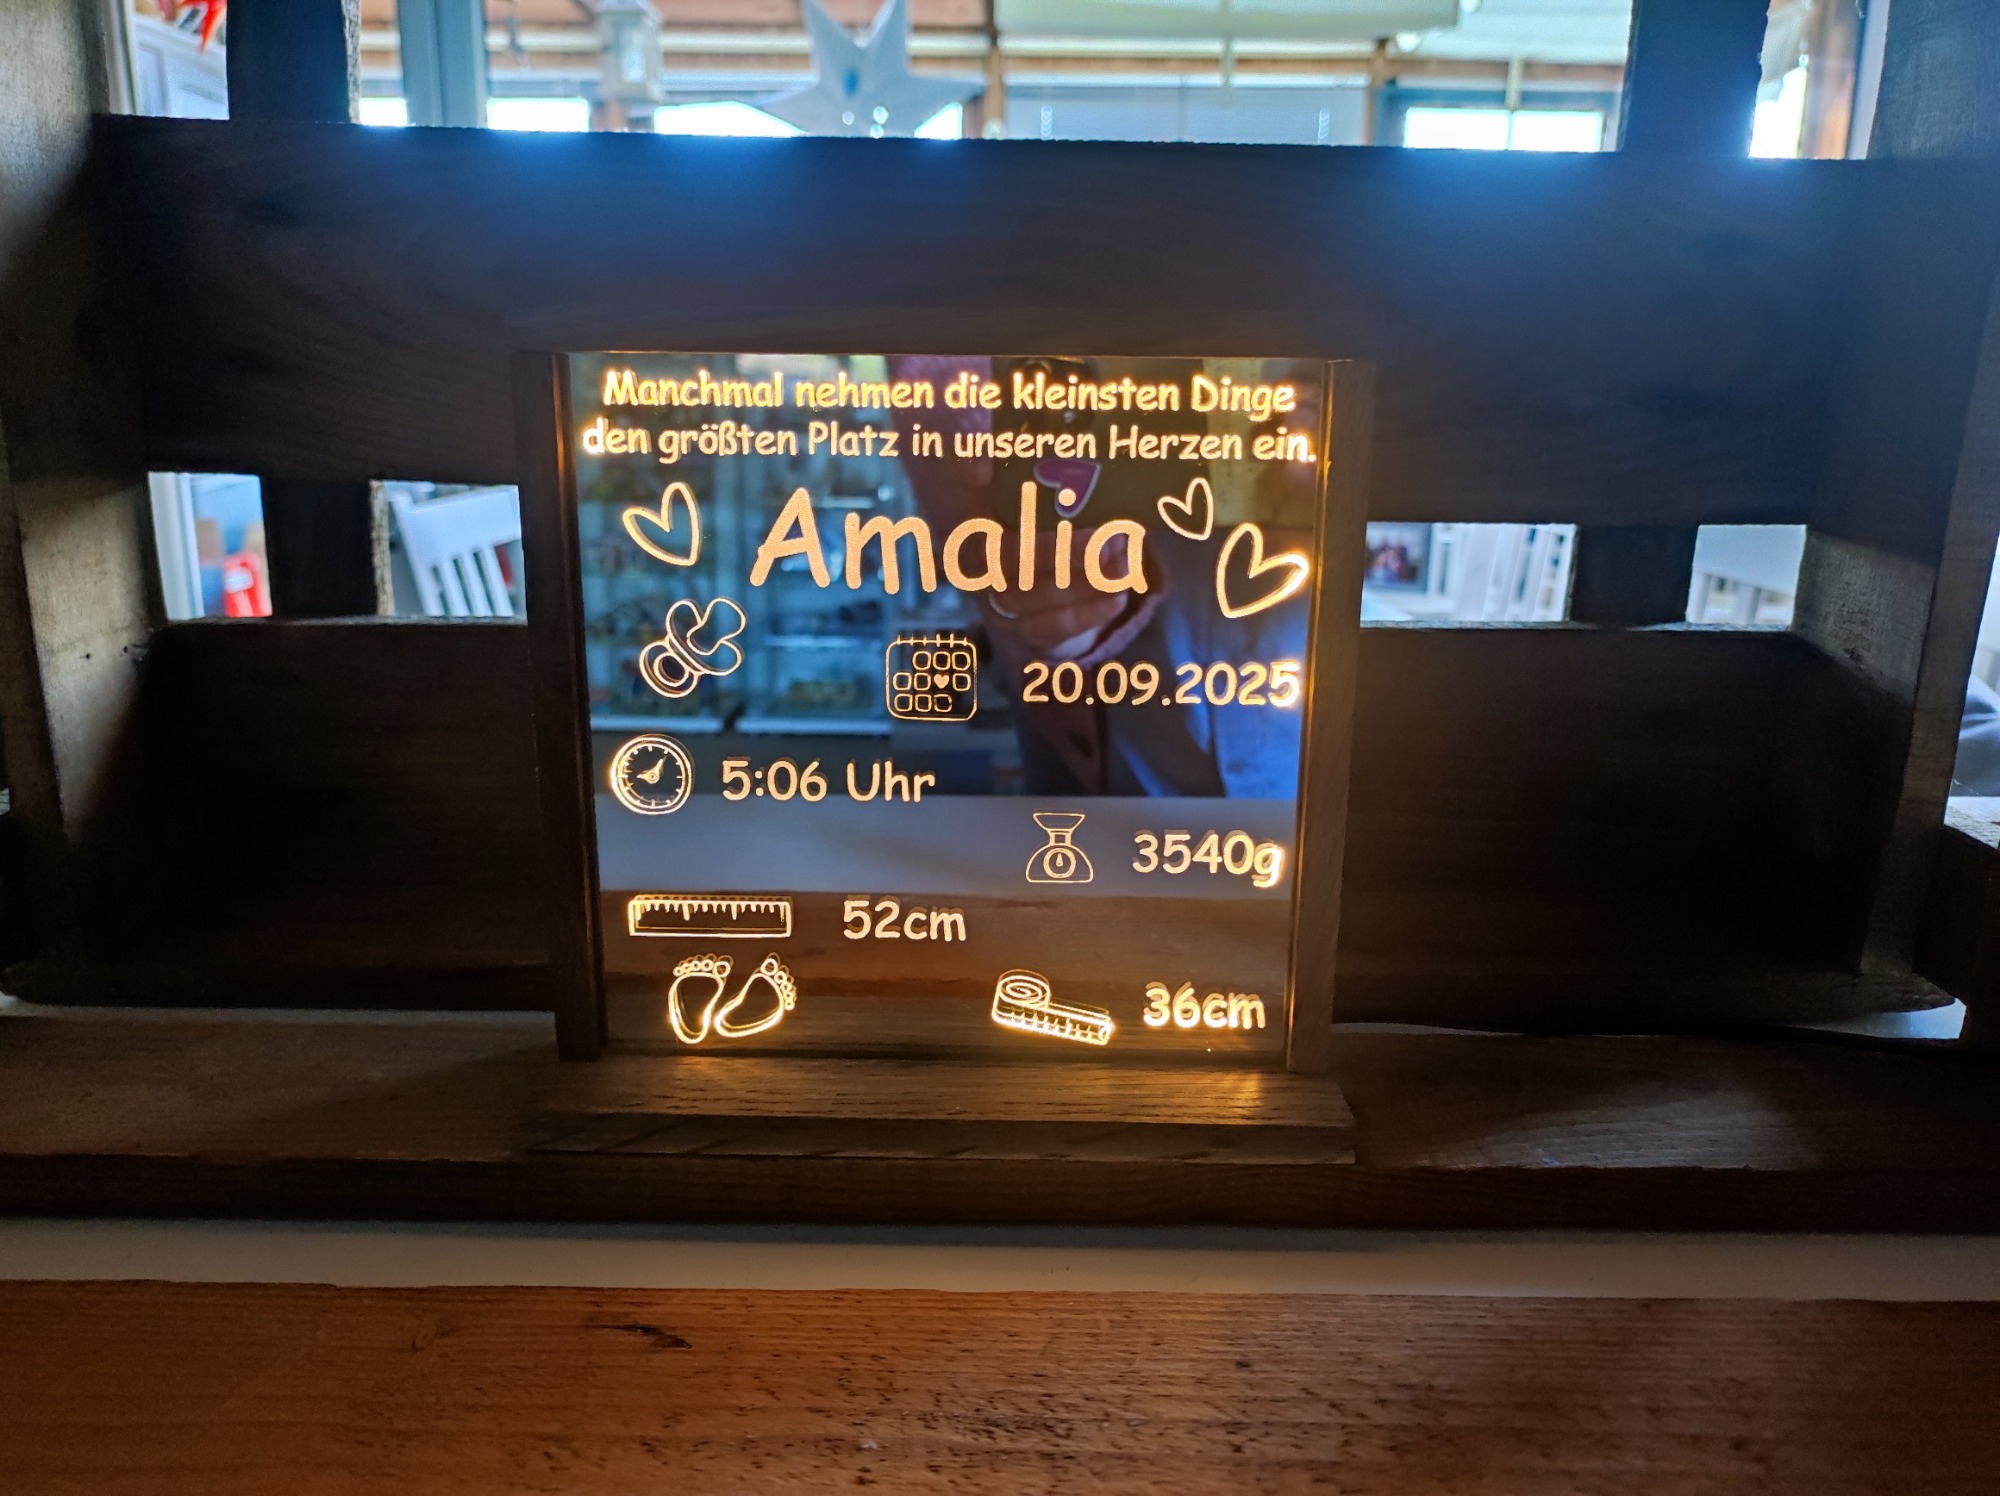 Manchmal nehmen die kleinsten Dinge
den größten Platz in unseren Herzen ein.
Amalia
20.09.2025
5:06 Uhr
3540g
52cm
36cm